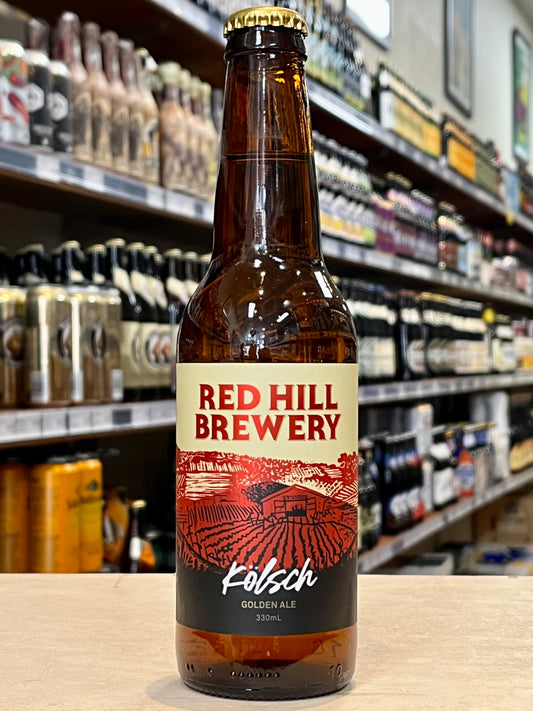 RED HILL
BREWERY
Kölsch
GOLDEN ALE
330mL